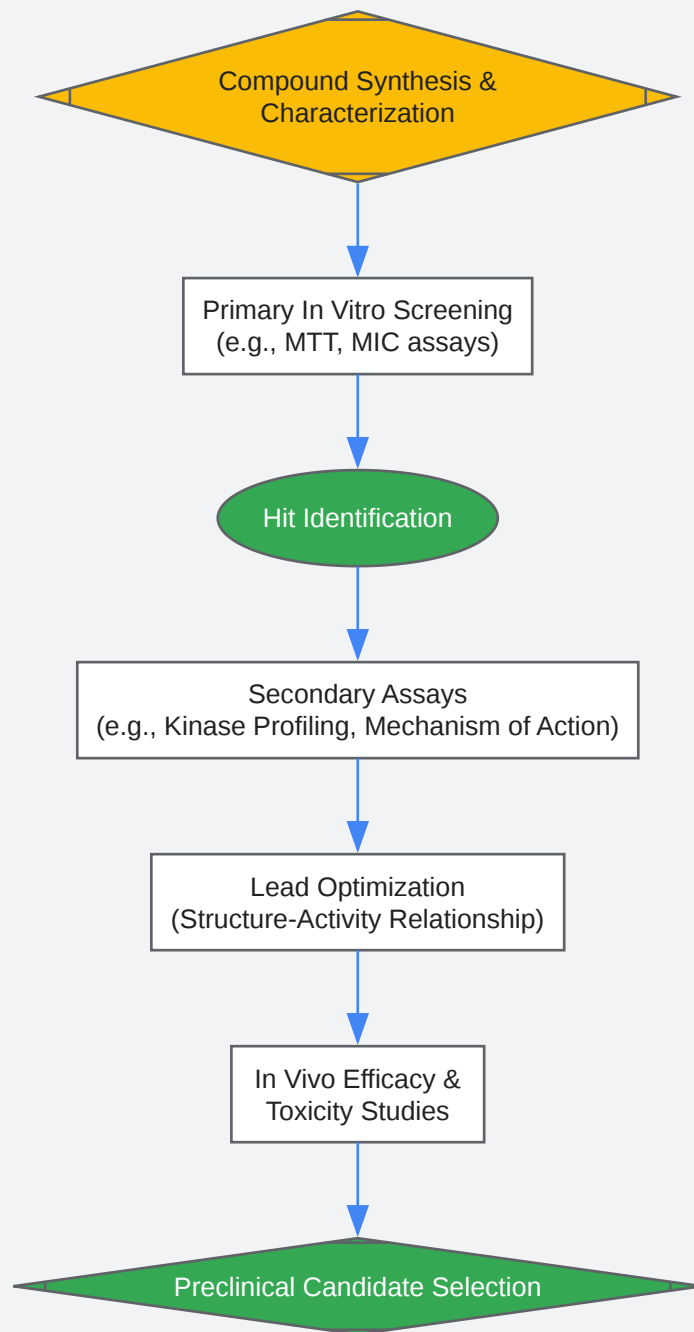 Compound Synthesis &
Characterization
Primary In Vitro Screening
(e.g., MTT, MIC assays)
Hit Identification
Secondary Assays
(e.g., Kinase Profiling, Mechanism of Action)
Lead Optimization
(Structure-Activity Relationship)
In Vivo Efficacy &
Toxicity Studies
Preclinical Candidate Selection